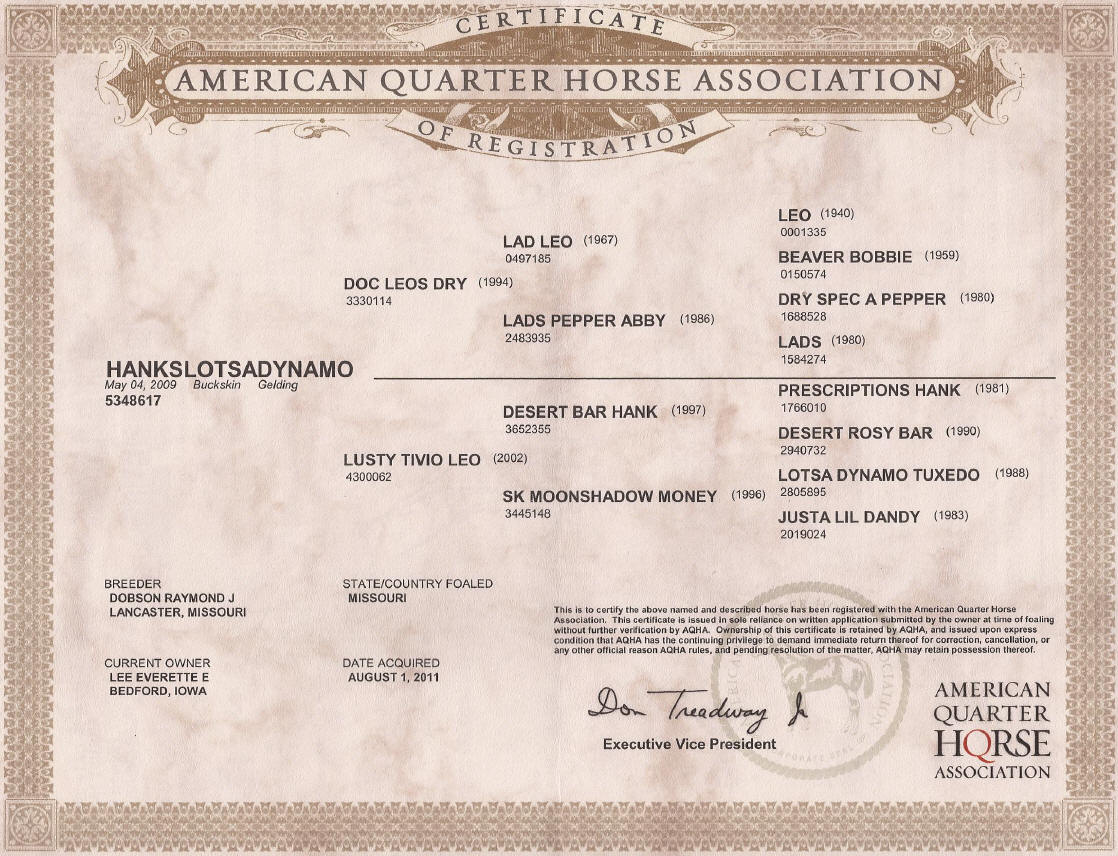 CERTIFICATE
AMERICAN QUARTER HORSE ASSOCIATION
OF REGISTRATION
LEO (1940)
0001335
LAD LEO (1967)
0497185
BEAVER BOBBIE (1959)
0150574
DOC LEOS DRY (1994)
3330114
DRY SPEC A PEPPER (1980)
1688528
LADS PEPPER ABBY (1986)
2483935
LADS (1980)
1584274
HANKSLOTSADYNAMO
May 04, 2009 Buckskin Gelding
5348617
PRESCRIPTIONS HANK (1981)
1766010
DESERT BAR HANK (1997)
3652355
DESERT ROSY BAR (1990)
2940732
LUSTY TIVIO LEO (2002)
4300062
LOTSA DYNAMO TUXEDO (1988)
2805895
SK MOONSHADOW MONEY (1996)
3445148
JUSTA LIL DANDY (1983)
2019024
BREEDER
DOBSON RAYMOND J
LANCASTER, MISSOURI
STATE/COUNTRY FOALED
MISSOURI
CURRENT OWNER
LEE EVERETTE E
BEDFORD, IOWA
DATE ACQUIRED
AUGUST 1, 2011
This is to certify the above named and described horse has been registered with the American Quarter Horse
Association. This certificate is issued in sole reliance on written application submitted by the owner at time of foaling
without further verification by AQHA. Ownership of this certificate is retained by AQHA, and issued upon express
condition that AQHA has the continuing privilege to demand immediate return thereof for correction, cancellation, or
any other official reason AQHA rules, and pending resolution of the matter, AQHA may retain possession thereof.
Don Treadway Jr
Executive Vice President
AMERICAN
QUARTER
HORSE
ASSOCIATION